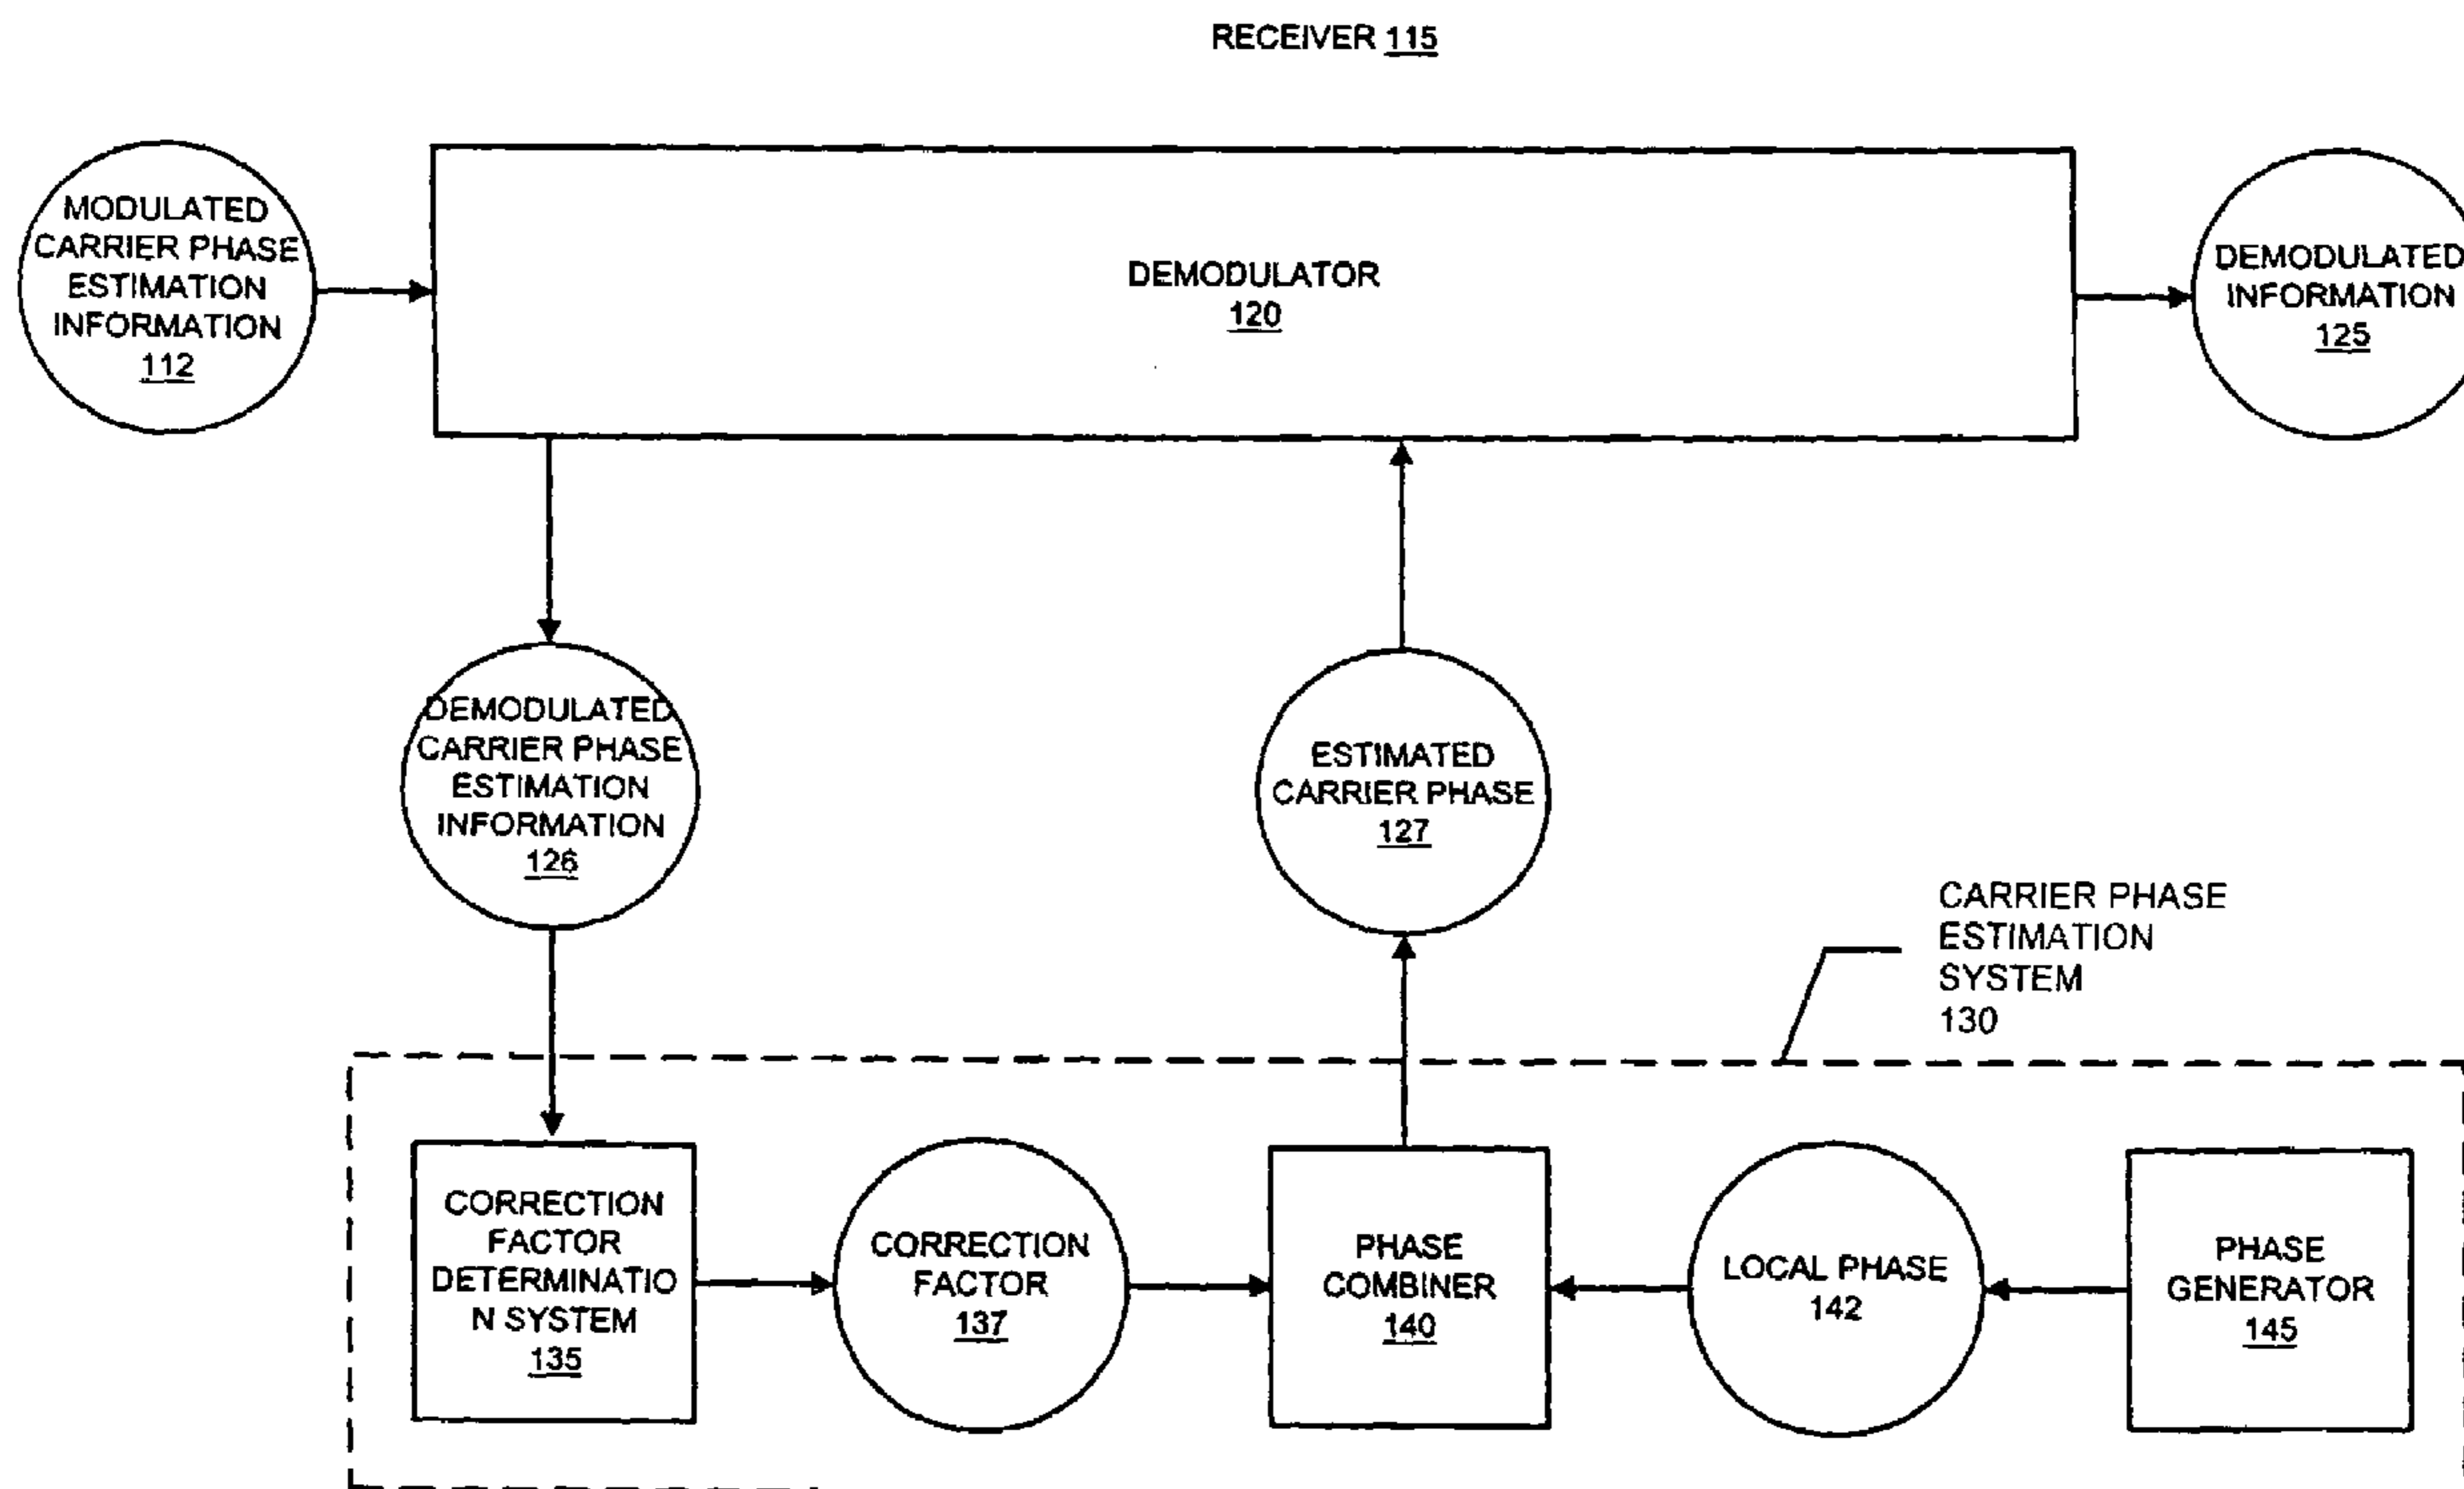 RECEIVER 115
MODULATED
CARRIER PHASE
ESTIMATION
INFORMATION
112
DEMODULATOR
120
DEMODULATED
INFORMATION
125
DEMODULATED
CARRIER PHASE
ESTIMATION
INFORMATION
126
ESTIMATED
CARRIER PHASE
127
CARRIER PHASE
ESTIMATION
SYSTEM
130
CORRECTION
FACTOR
DETERMINATIO
N SYSTEM
135
CORRECTION
FACTOR
137
PHASE
COMBINER
140
LOCAL PHASE
142
PHASE
GENERATOR
145